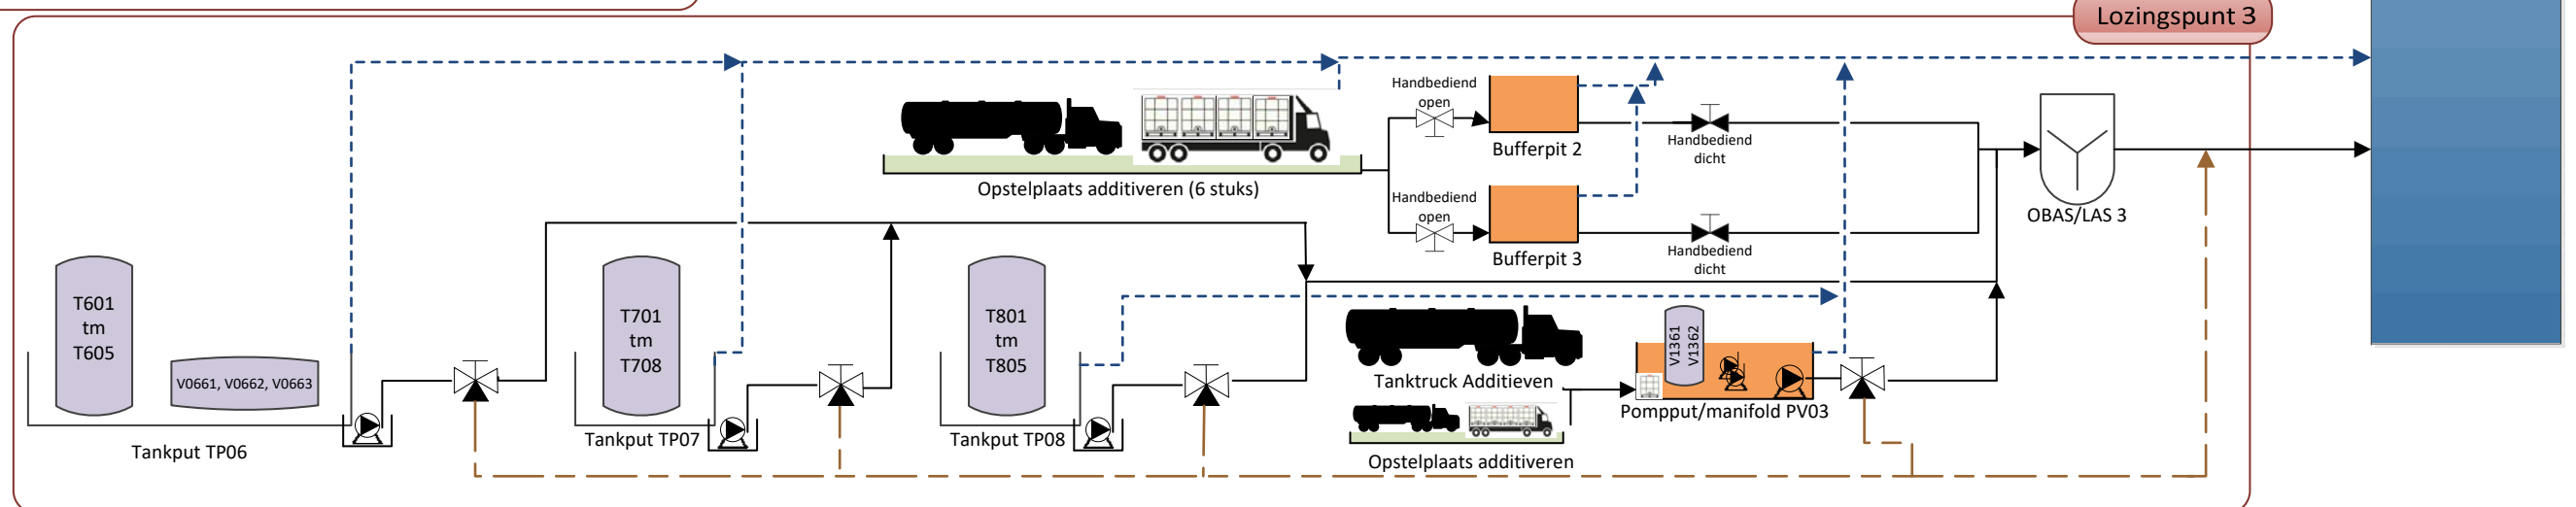 Lozingspunt 3
Handbediend
open
Bufferpit 2
Handbediend
dicht
Opstelplaats additiveren (6 stuks)
Handbediend
open
Bufferpit 3
Handbediend
dicht
OBAS/LAS 3
T601
tm
T605
V0661, V0662, V0663
Tankput TP06
T701
tm
T708
Tankput TP07
T801
tm
T805
Tankput TP08
Tanktruck Additieven
Opstelplaats additiveren
V1361
V1362
Pompput/manifold PV03